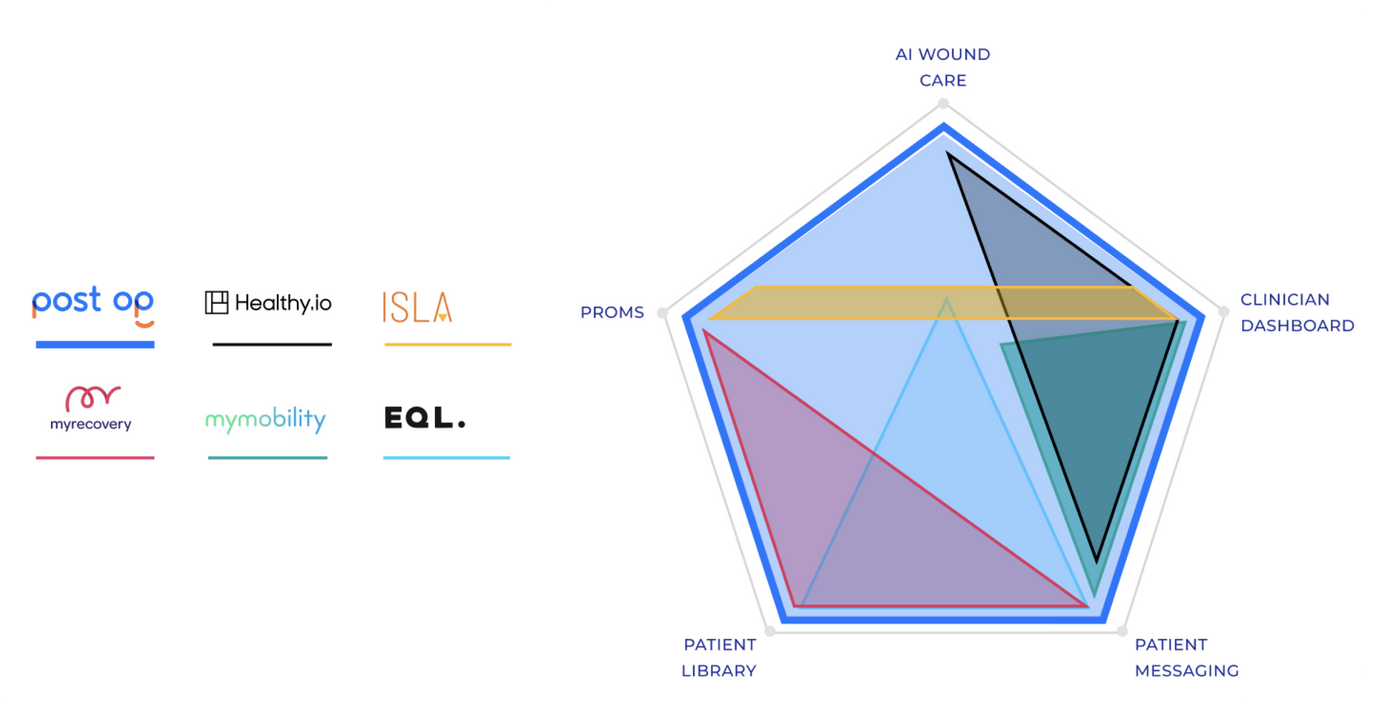 AI WOUND
CARE
post op
Healthy.io
ISLA
PROMS
CLINICIAN
DASHBOARD
myrecovery
mymobility
EQL.
PATIENT
LIBRARY
PATIENT
MESSAGING